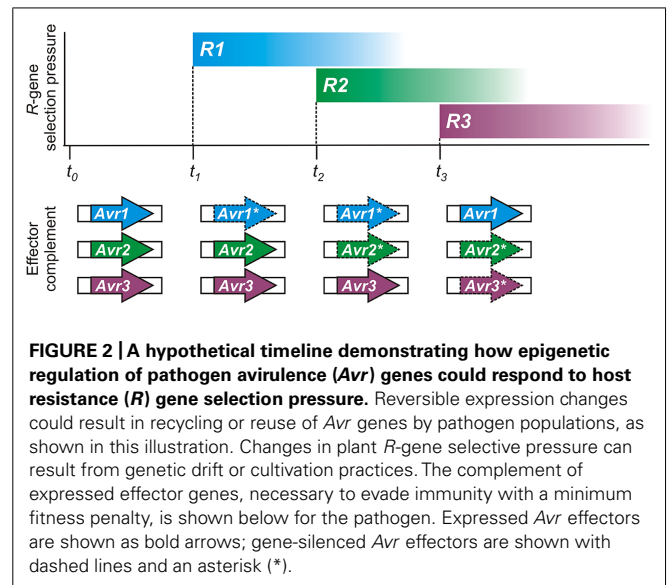 R-gene
selection pressure
R1
R2
R3
t0
t1
t2
t3
Effector
complement
Avr1 Avr1* Avr1* Avr1
Avr2 Avr2 Avr2* Avr2*
Avr3 Avr3 Avr3 Avr3*
FIGURE 2 | A hypothetical timeline demonstrating how epigenetic
regulation of pathogen avirulence (Avr) genes could respond to host
resistance (R) gene selection pressure. Reversible expression changes
could result in recycling or reuse of Avr genes by pathogen populations, as
shown in this illustration. Changes in plant R-gene selective pressure can
result from genetic drift or cultivation practices. The complement of
expressed effector genes, necessary to evade immunity with a minimum
fitness penalty, is shown below for the pathogen. Expressed Avr effectors
are shown as bold arrows; gene-silenced Avr effectors are shown with
dashed lines and an asterisk (*).